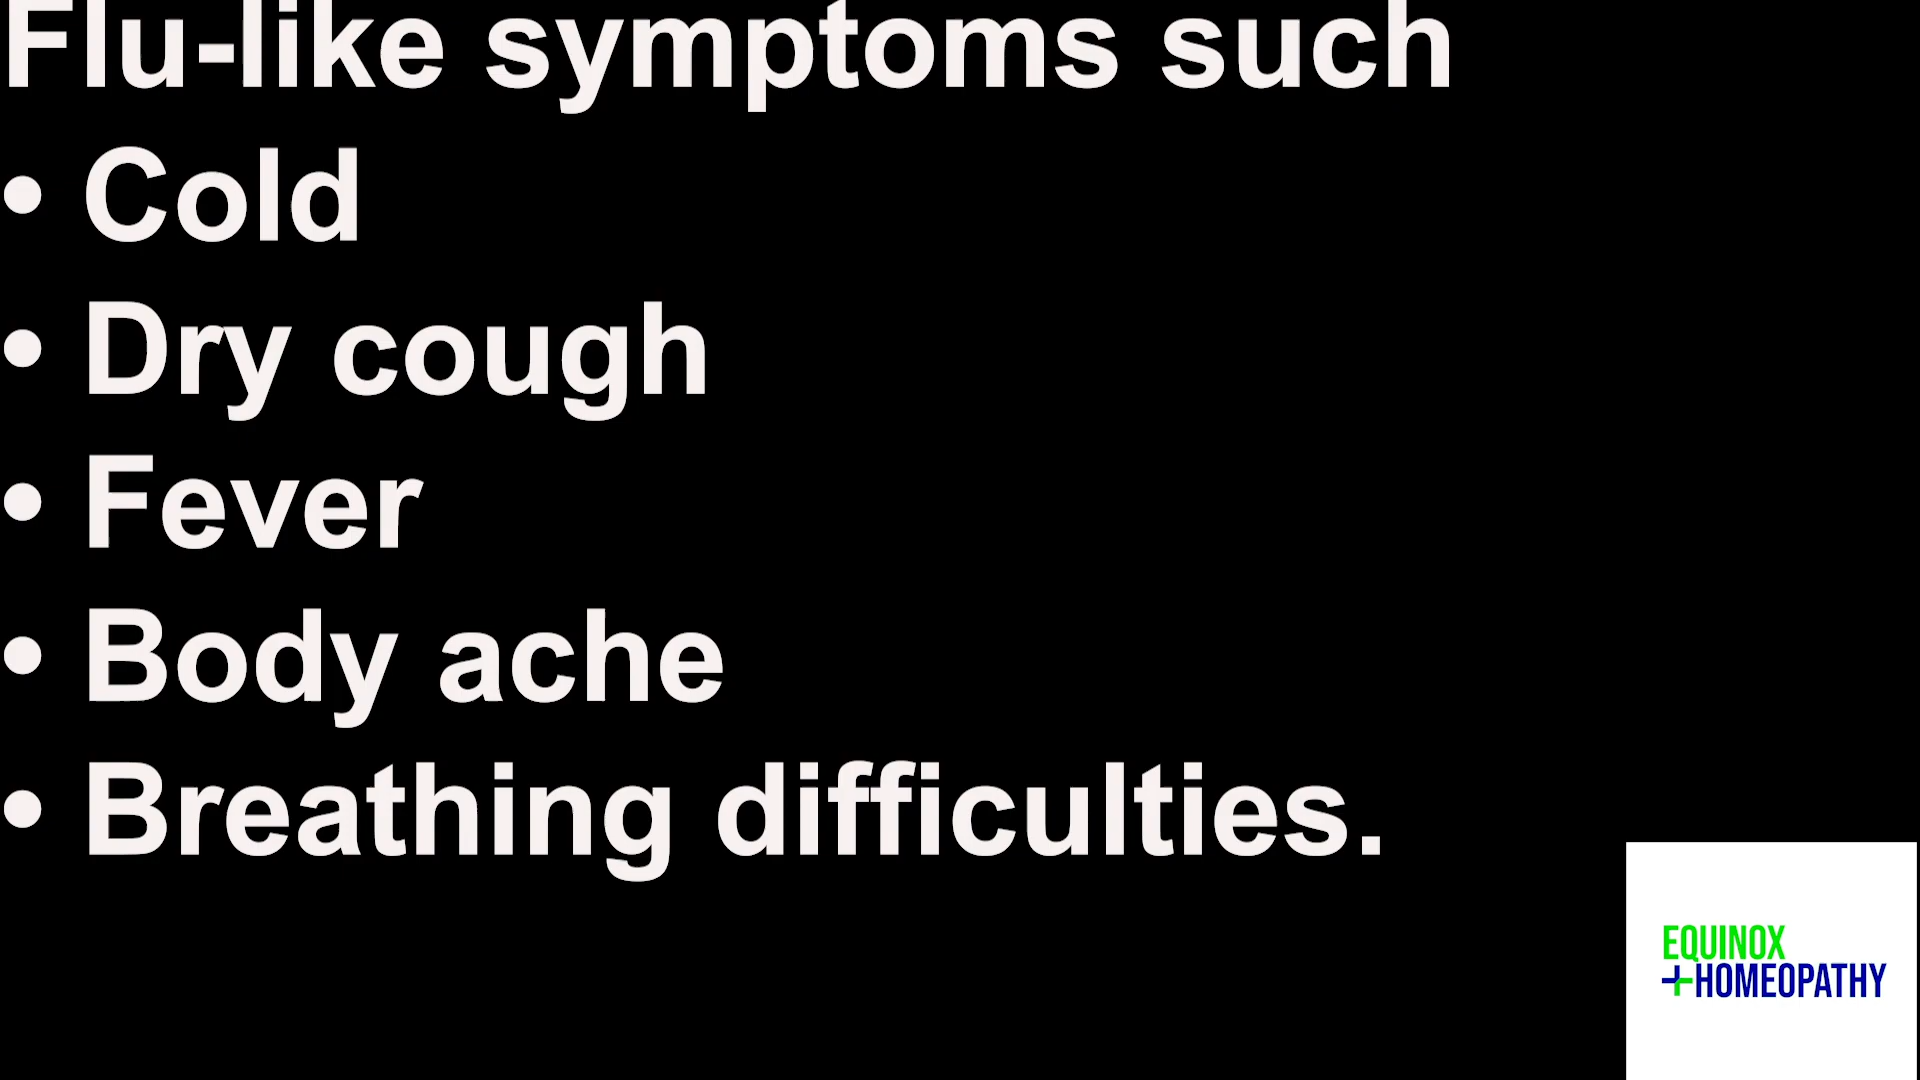 Flu-like symptoms such
• Cold
• Dry cough
• Fever
• Body ache
• Breathing difficulties.
EQUINOX
+HOMEOPATHY